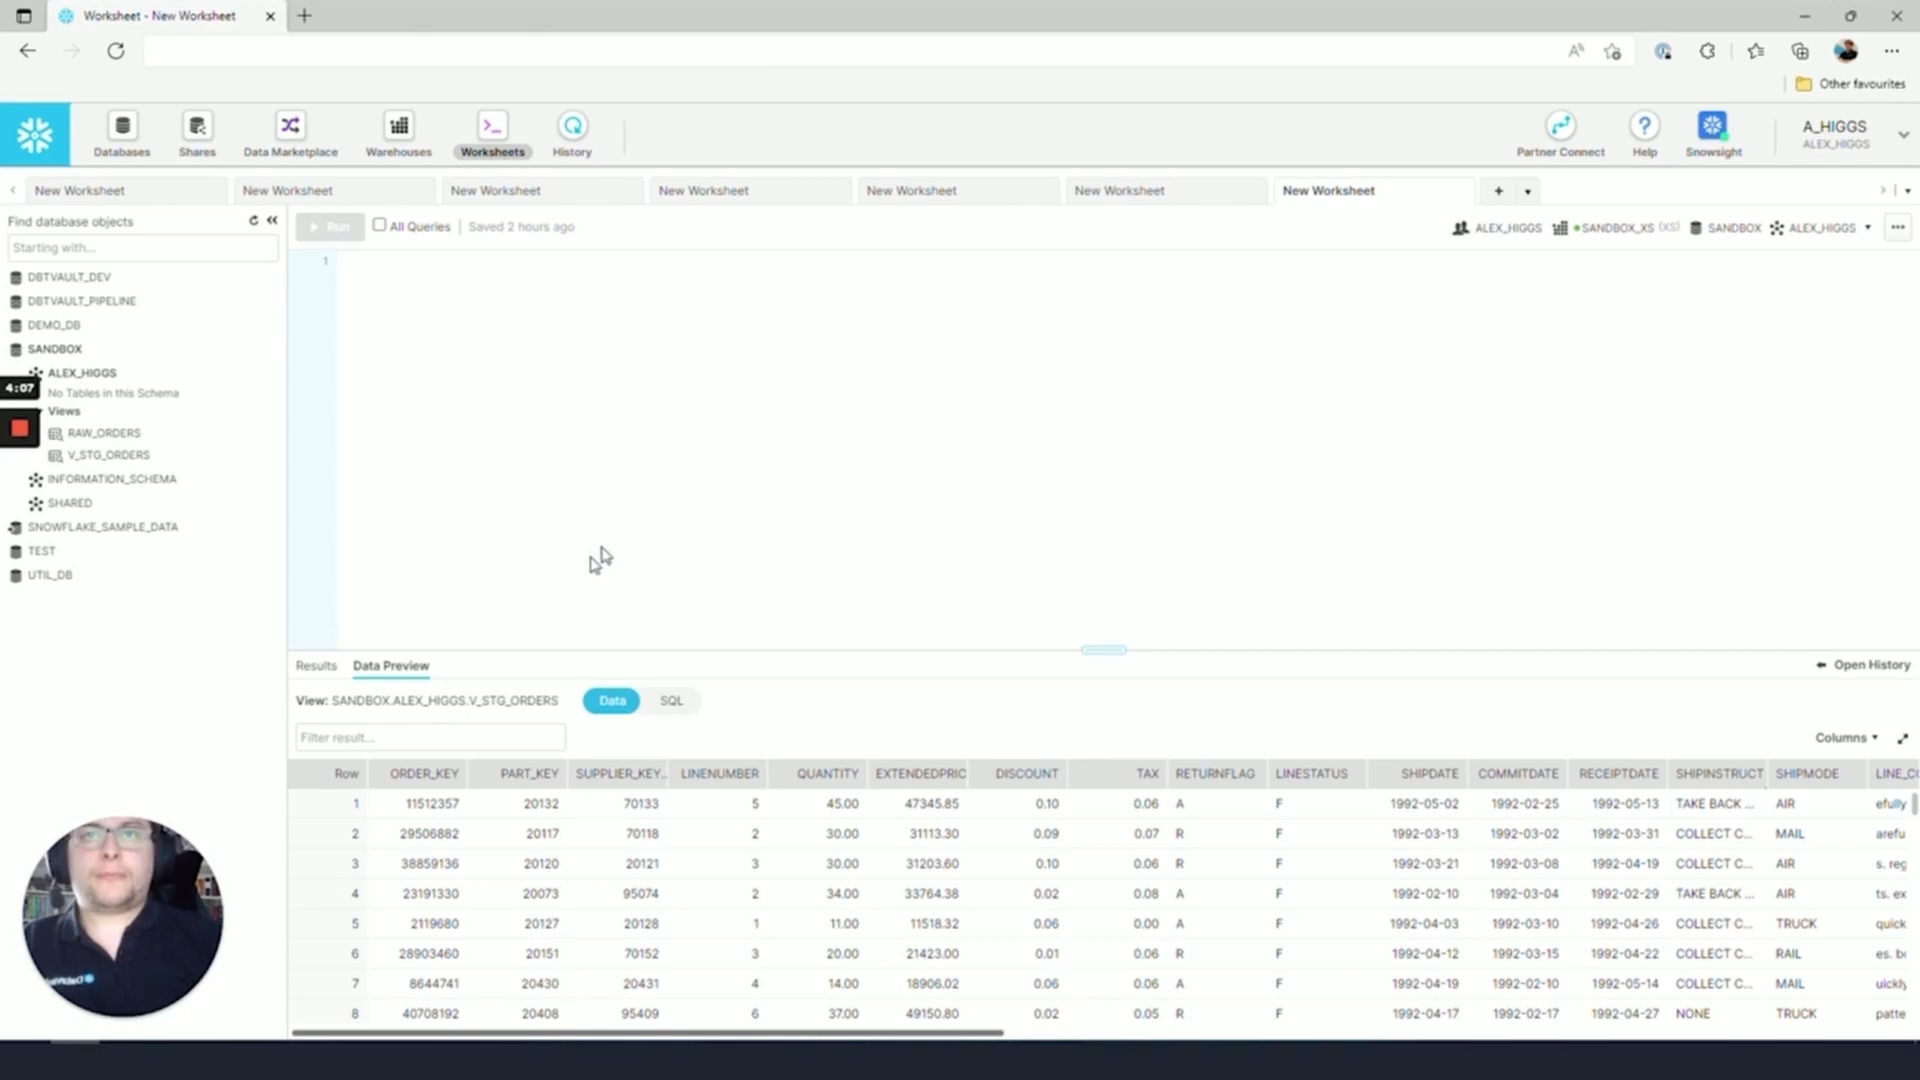 Worksheet - New Worksheet
Other favourites
Databases
Shares
Data Marketplace
Warehouses
Worksheets
History
Partner Connect
Help
Snowsight
A_HIGGS
ALEX_HIGGS
New Worksheet
New Worksheet
New Worksheet
New Worksheet
New Worksheet
New Worksheet
New Worksheet
Find database objects
Starting with...
DBTVAULT_DEV
DBTVAULT_PIPELINE
DEMO_DB
SANDBOX
ALEX_HIGGS
4:07
No Tables in this Schema
Views
RAW_ORDERS
V_STG_ORDERS
INFORMATION_SCHEMA
SHARED
SNOWFLAKE_SAMPLE_DATA
TEST
UTIL_DB
Run
All Queries
Saved 2 hours ago
ALEX_HIGGS
SANDBOX_XS (XS)
SANDBOX
ALEX_HIGGS
1
Results Data Preview
Open History
View: SANDBOX.ALEX_HIGGS.V_STG_ORDERS
Data
SQL
Filter result...
Columns
Row ORDER_KEY PART_KEY SUPPLIER_KEY... LINENUMBER QUANTITY EXTENDEDPRIC DISCOUNT TAX RETURNFLAG LINESTATUS SHIPDATE COMMITDATE RECEIPTDATE SHIPINSTRUCT SHIPMODE LINE_CO
1 11512357 20132 70133 5 45.00 47345.85 0.10 0.06 A F 1992-05-02 1992-02-25 1992-05-13 TAKE BACK ... AIR efully
2 29506882 20117 70118 2 30.00 31113.30 0.09 0.07 R F 1992-03-13 1992-03-02 1992-03-31 COLLECT C... MAIL arefu
3 38859136 20120 20121 3 30.00 31203.60 0.10 0.06 R F 1992-03-21 1992-03-08 1992-04-19 COLLECT C... AIR s. reg
4 23191330 20073 95074 2 34.00 33764.38 0.02 0.08 A F 1992-02-10 1992-03-04 1992-02-29 TAKE BACK ... AIR ts. ex
5 2119680 20127 20128 1 11.00 11518.32 0.06 0.00 A F 1992-04-03 1992-03-10 1992-04-26 COLLECT C... TRUCK quick
6 28903460 20151 70152 3 20.00 21423.00 0.01 0.06 R F 1992-04-12 1992-03-15 1992-04-22 COLLECT C... RAIL es. bo
7 8644741 20430 20431 4 14.00 18906.02 0.06 0.06 A F 1992-04-19 1992-02-10 1992-05-14 COLLECT C... MAIL uickly
8 40708192 20408 95409 6 37.00 49150.80 0.02 0.05 R F 1992-04-17 1992-02-17 1992-04-27 NONE TRUCK patte